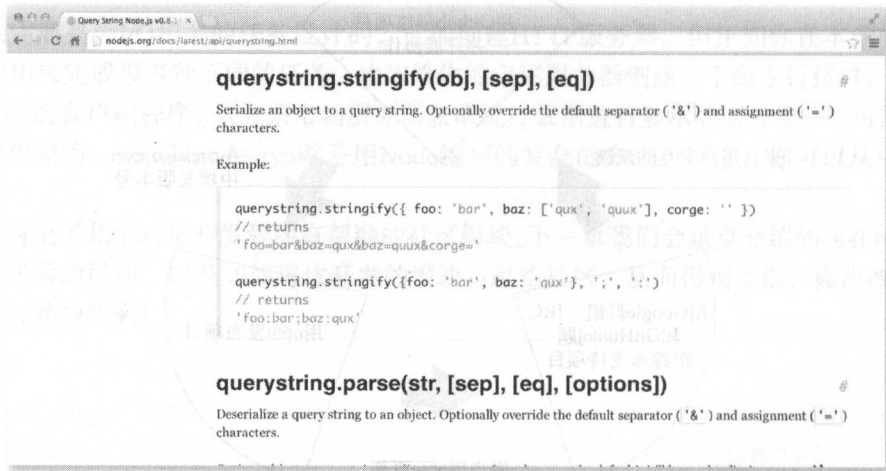 Query String Node.js v0.8.
nodejs.org/docs/latest/api/querystring.html
querystring.stringify(obj, [sep], [eq]) #
Serialize an object to a query string. Optionally override the default separator ( '&' ) and assignment ( '=' )
characters.
Example:
querystring.stringify({ foo: 'bar', baz: ['qux', 'quux'], corge: '' })
// returns
'foo=bar&baz=qux&baz=quux&corge='
querystring.stringify({foo: 'bar', baz: 'qux'}, ';', ':')
// returns
'foo:bar;baz:qux'
querystring.parse(str, [sep], [eq], [options]) #
Deserialize a query string to an object. Optionally override the default separator ( '&' ) and assignment ( '=' )
characters.